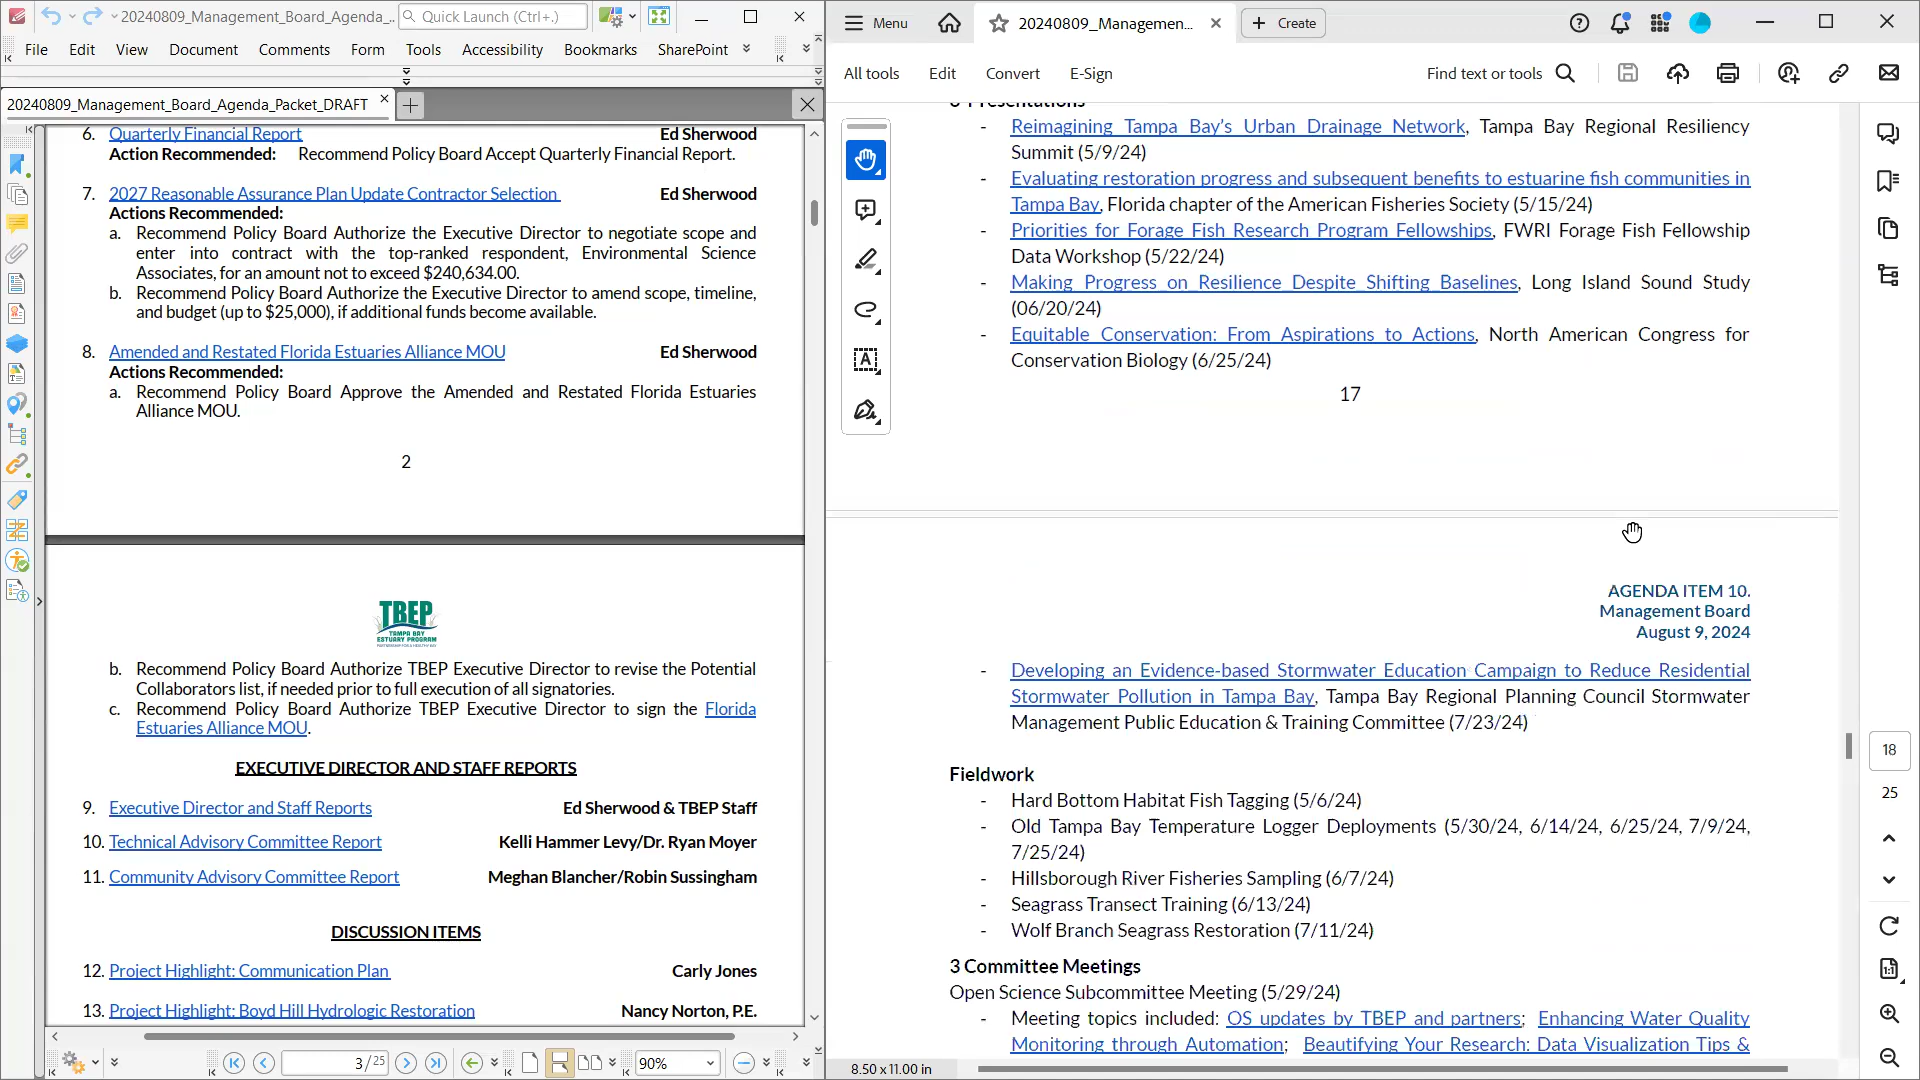 20240809_Management_Board_Agenda_...
Quick Launch (Ctrl+.)
File Edit View Document Comments Form Tools Accessibility Bookmarks SharePoint
20240809_Management_Board_Agenda_Packet_DRAFT
6. Quarterly Financial Report Ed Sherwood
Action Recommended: Recommend Policy Board Accept Quarterly Financial Report.
7. 2027 Reasonable Assurance Plan Update Contractor Selection Ed Sherwood
Actions Recommended:
a. Recommend Policy Board Authorize the Executive Director to negotiate scope and
enter into contract with the top-ranked respondent, Environmental Science
Associates, for an amount not to exceed $240,634.00.
b. Recommend Policy Board Authorize the Executive Director to amend scope, timeline,
and budget (up to $25,000), if additional funds become available.
8. Amended and Restated Florida Estuaries Alliance MOU Ed Sherwood
Actions Recommended:
a. Recommend Policy Board Approve the Amended and Restated Florida Estuaries
Alliance MOU.
2
TBEP
TAMPA BAY
ESTUARY PROGRAM
PARTNERSHIP FOR A HEALTHY BAY
b. Recommend Policy Board Authorize TBEP Executive Director to revise the Potential
Collaborators list, if needed prior to full execution of all signatories.
c. Recommend Policy Board Authorize TBEP Executive Director to sign the Florida
Estuaries Alliance MOU.
EXECUTIVE DIRECTOR AND STAFF REPORTS
9. Executive Director and Staff Reports Ed Sherwood & TBEP Staff
10. Technical Advisory Committee Report Kelli Hammer Levy/Dr. Ryan Moyer
11. Community Advisory Committee Report Meghan Blancher/Robin Sussingham
DISCUSSION ITEMS
12. Project Highlight: Communication Plan Carly Jones
13. Project Highlight: Boyd Hill Hydrologic Restoration Nancy Norton, P.E.
3 / 25
90%
Menu
20240809_Managemen...
Create
All tools Edit Convert E-Sign
Find text or tools
Presentations
- Reimagining Tampa Bay's Urban Drainage Network, Tampa Bay Regional Resiliency
Summit (5/9/24)
- Evaluating restoration progress and subsequent benefits to estuarine fish communities in
Tampa Bay, Florida chapter of the American Fisheries Society (5/15/24)
- Priorities for Forage Fish Research Program Fellowships, FWRI Forage Fish Fellowship
Data Workshop (5/22/24)
- Making Progress on Resilience Despite Shifting Baselines, Long Island Sound Study
(06/20/24)
- Equitable Conservation: From Aspirations to Actions, North American Congress for
Conservation Biology (6/25/24)
17
AGENDA ITEM 10.
Management Board
August 9, 2024
- Developing an Evidence-based Stormwater Education Campaign to Reduce Residential
Stormwater Pollution in Tampa Bay, Tampa Bay Regional Planning Council Stormwater
Management Public Education & Training Committee (7/23/24)
Fieldwork
- Hard Bottom Habitat Fish Tagging (5/6/24)
- Old Tampa Bay Temperature Logger Deployments (5/30/24, 6/14/24, 6/25/24, 7/9/24,
7/25/24)
- Hillsborough River Fisheries Sampling (6/7/24)
- Seagrass Transect Training (6/13/24)
- Wolf Branch Seagrass Restoration (7/11/24)
3 Committee Meetings
Open Science Subcommittee Meeting (5/29/24)
- Meeting topics included: OS updates by TBEP and partners; Enhancing Water Quality
Monitoring through Automation; Beautifying Your Research: Data Visualization Tips &
8.50 x 11.00 in
18
25